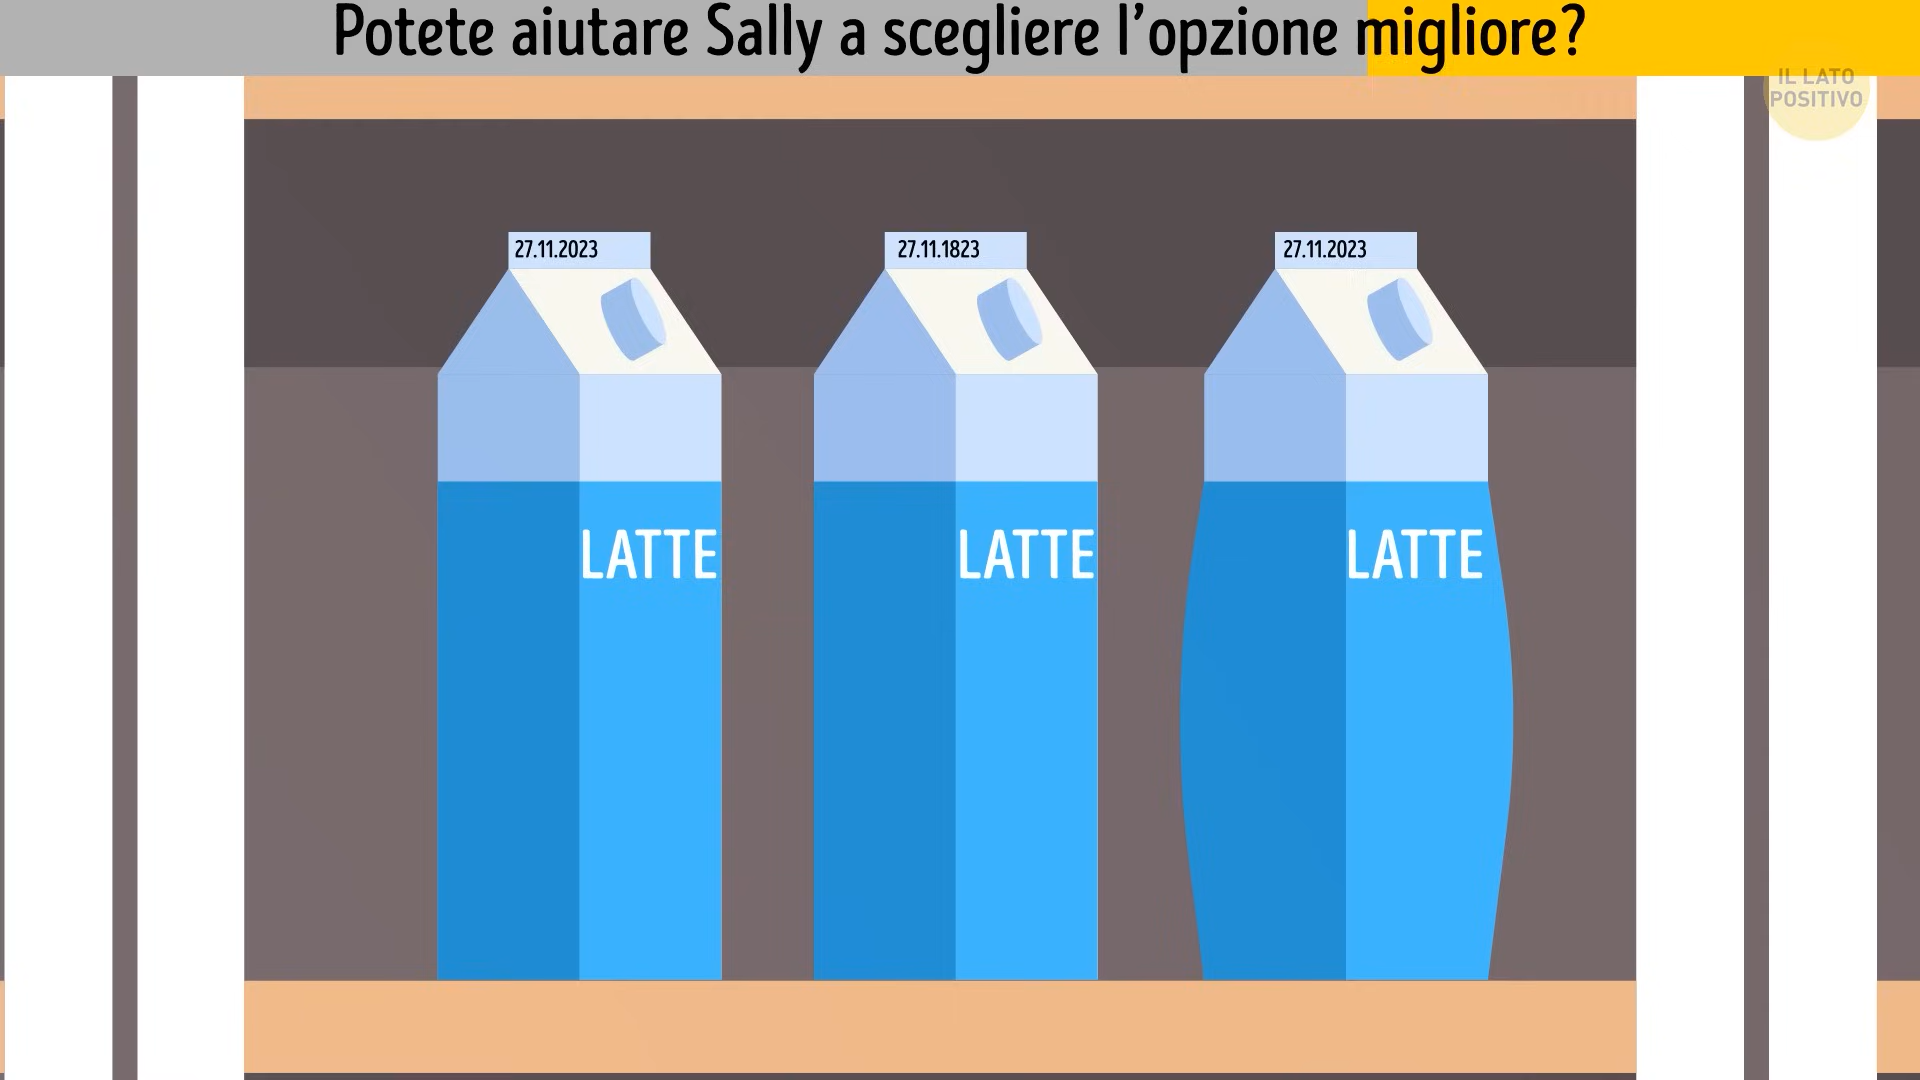 Potete aiutare Sally a scegliere l’opzione migliore?
IL LATO
POSITIVO
27.11.2023
27.11.1823
27.11.2023
LATTE
LATTE
LATTE